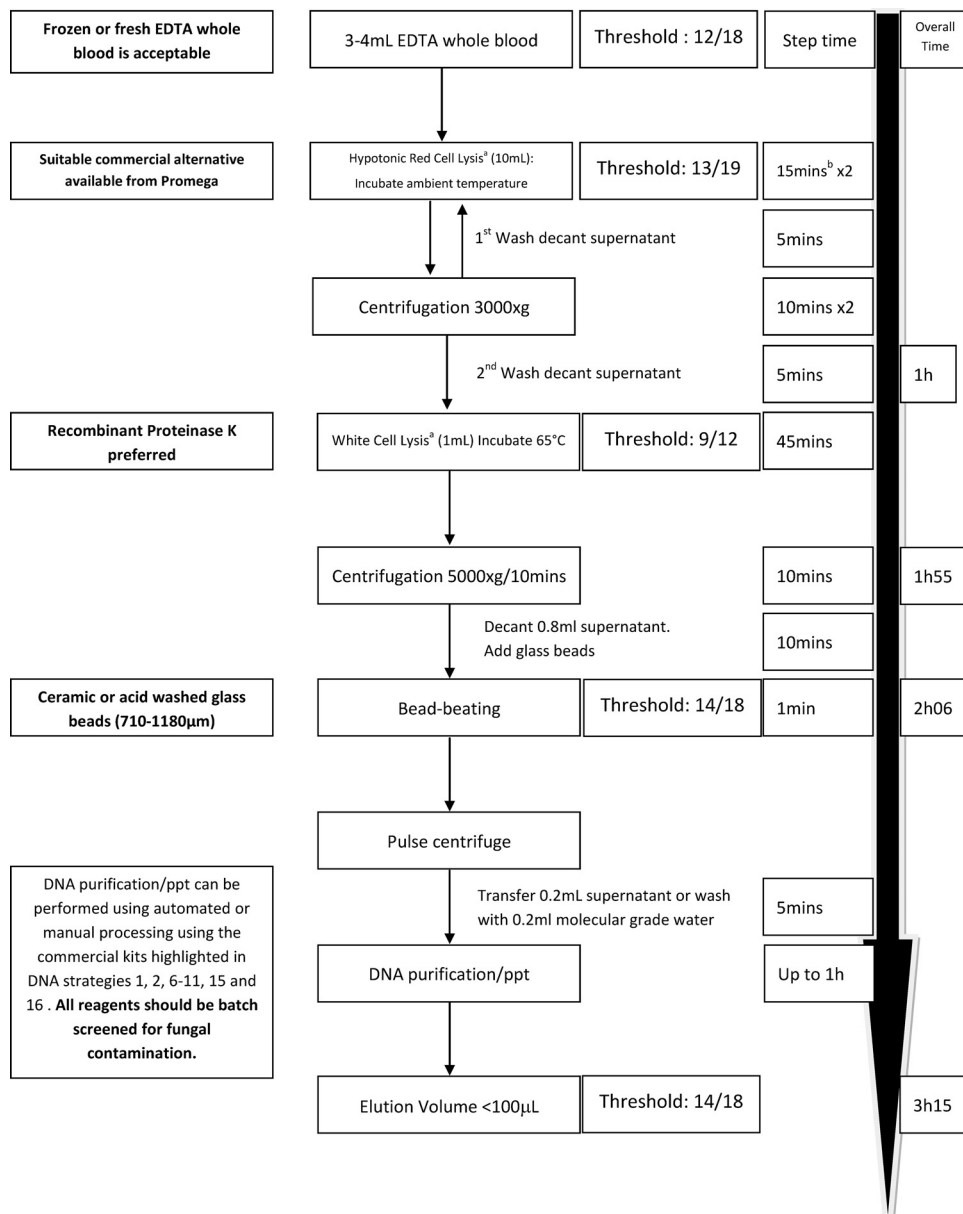 Frozen or fresh EDTA whole
blood is acceptable
3-4mL EDTA whole blood
Threshold : 12/18
Step time
Overall
Time
Suitable commercial alternative
available from Promega
Hypotonic Red Cell Lysisᵃ (10mL):
Incubate ambient temperature
Threshold: 13/19
15minsᵇ x2
1ˢᵗ Wash decant supernatant
5mins
Centrifugation 3000xg
10mins x2
2ⁿᵈ Wash decant supernatant
5mins
1h
Recombinant Proteinase K
preferred
White Cell Lysisᵃ (1mL) Incubate 65°C
Threshold: 9/12
45mins
Centrifugation 5000xg/10mins
10mins
1h55
Decant 0.8ml supernatant.
Add glass beads
10mins
Ceramic or acid washed glass
beads (710-1180µm)
Bead-beating
Threshold: 14/18
1min
2h06
Pulse centrifuge
DNA purification/ppt can be
performed using automated or
manual processing using the
commercial kits highlighted in
DNA strategies 1, 2, 6-11, 15 and
16 . All reagents should be batch
screened for fungal
contamination.
Transfer 0.2mL supernatant or wash
with 0.2ml molecular grade water
5mins
DNA purification/ppt
Up to 1h
Elution Volume <100µL
Threshold: 14/18
3h15